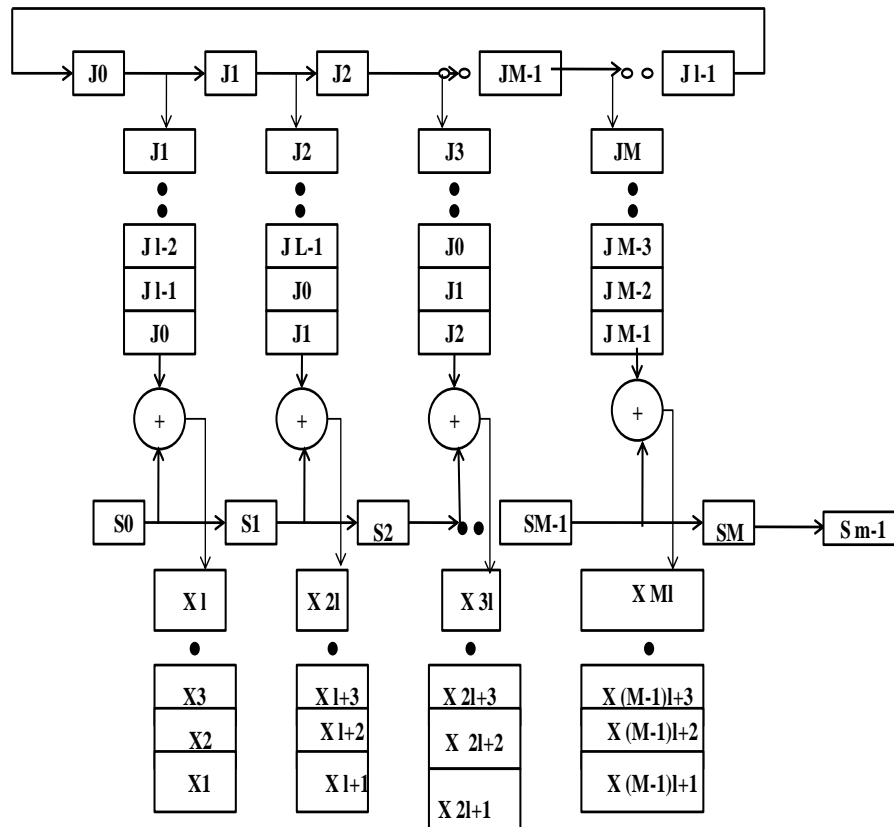 J0 J1 J2 JM-1 J l-1
J1 J2 J3 JM
J l-2 J L-1 J0 J M-3
J l-1 J0 J1 J M-2
J0 J1 J2 J M-1
+ + + +
S0 S1 S2 SM-1 SM S m-1
X l X 2l X 3l X Ml
X3 X l+3 X 2l+3 X (M-1)l+3
X2 X l+2 X 2l+2 X (M-1)l+2
X1 X l+1 X 2l+1 X (M-1)l+1